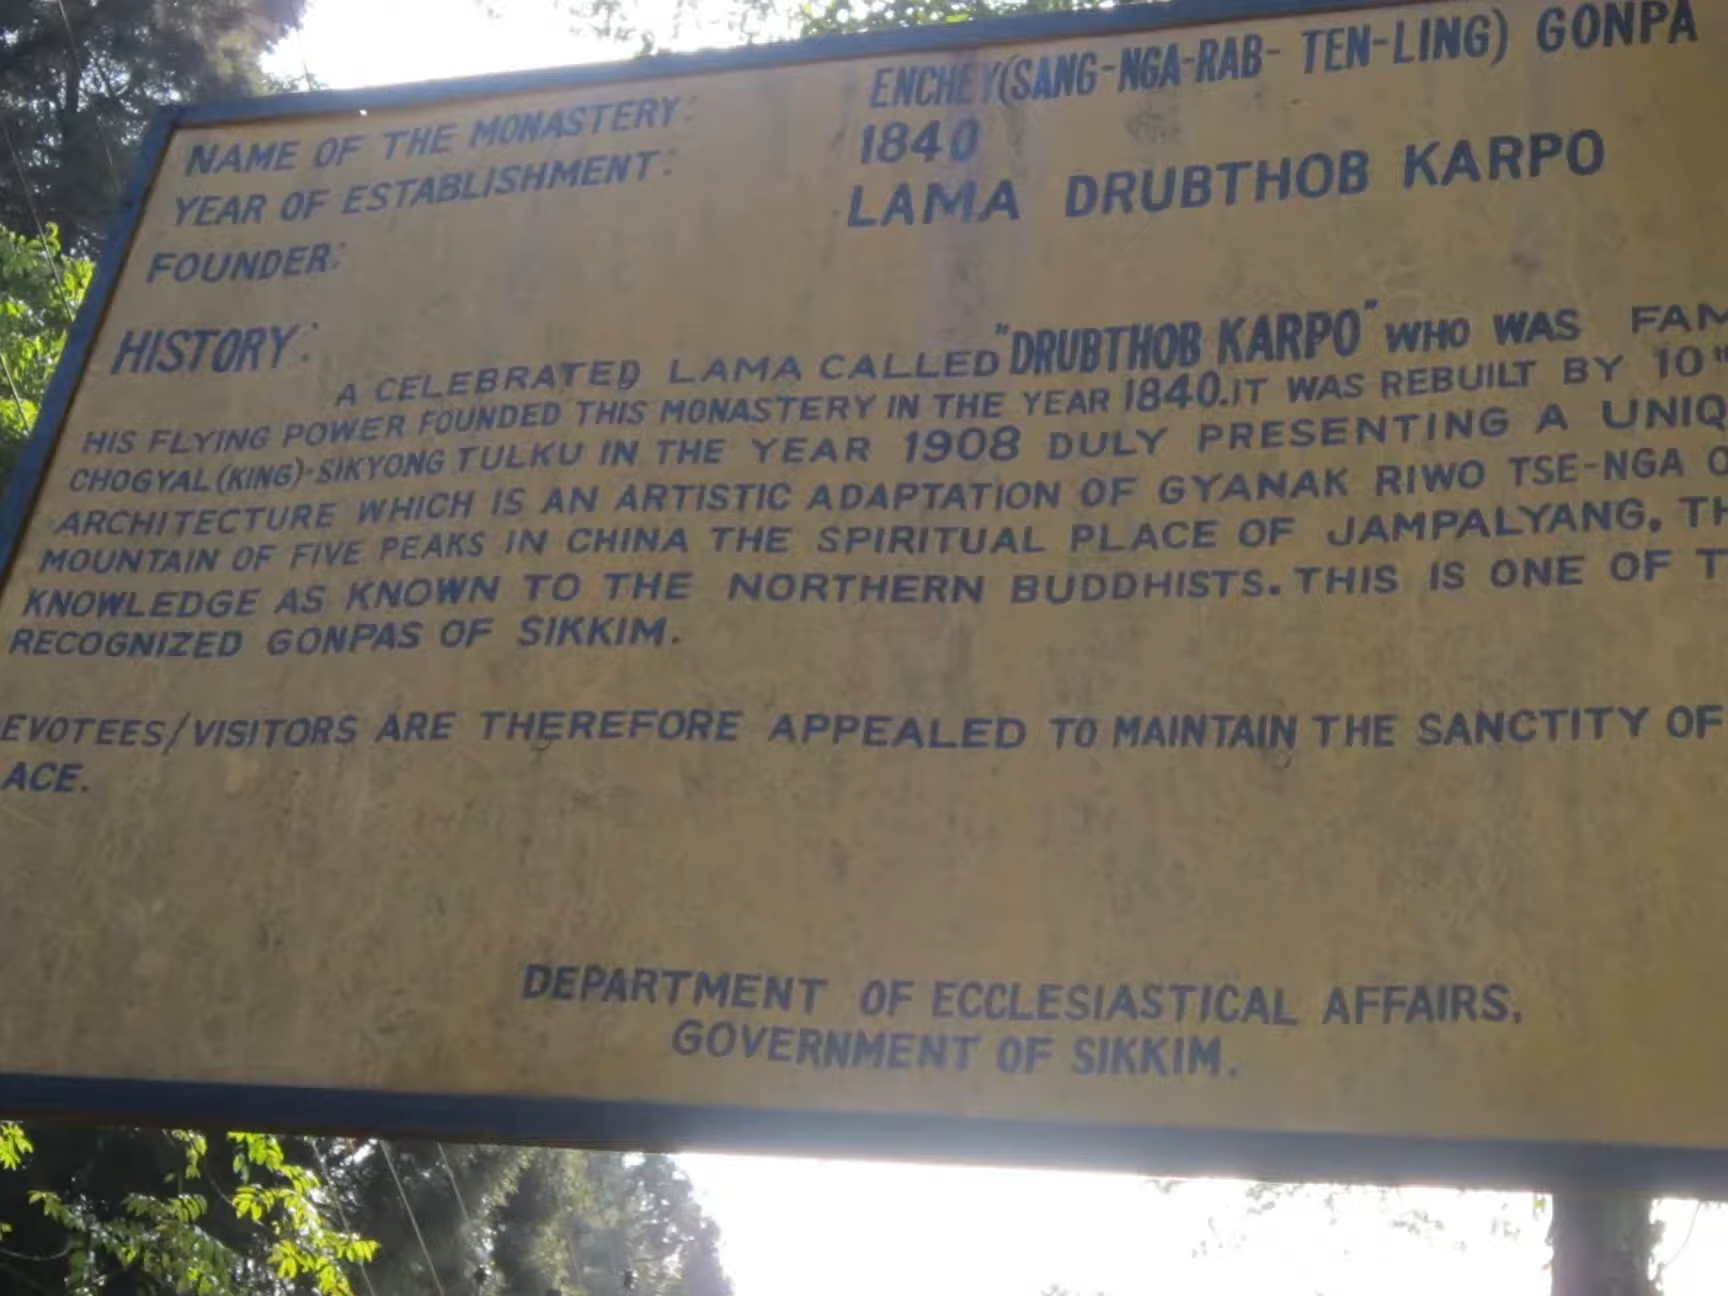 NAME OF THE MONASTERY: ENCHEY(SANG-NGA-RAB- TEN-LING) GONPA
YEAR OF ESTABLISHMENT: 1840
FOUNDER: LAMA DRUBTHOB KARPO
HISTORY:
A CELEBRATED LAMA CALLED "DRUBTHOB KARPO" WHO WAS FAM
HIS FLYING POWER FOUNDED THIS MONASTERY IN THE YEAR 1840.IT WAS REBUILT BY 10
CHOGYAL(KING)-SIKYONG TULKU IN THE YEAR 1908 DULY PRESENTING A UNIQ
ARCHITECTURE WHICH IS AN ARTISTIC ADAPTATION OF GYANAK RIWO TSE-NGA O
MOUNTAIN OF FIVE PEAKS IN CHINA THE SPIRITUAL PLACE OF JAMPALYANG. TH
KNOWLEDGE AS KNOWN TO THE NORTHERN BUDDHISTS. THIS IS ONE OF T
RECOGNIZED GONPAS OF SIKKIM.
EVOTEES/VISITORS ARE THEREFORE APPEALED TO MAINTAIN THE SANCTITY OF
ACE.
DEPARTMENT OF ECCLESIASTICAL AFFAIRS,
GOVERNMENT OF SIKKIM.